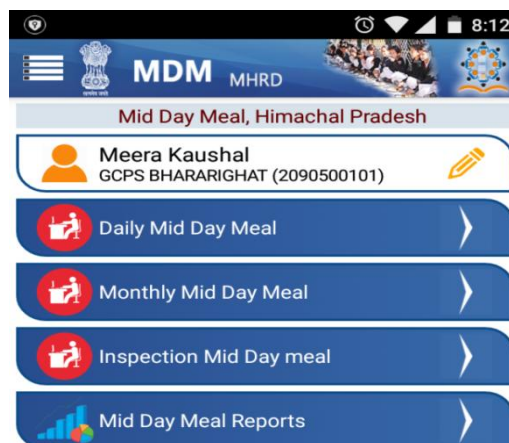 8:12
MDM MHRD
Mid Day Meal, Himachal Pradesh
Meera Kaushal
GCPS BHARARIGHAT (2090500101)
Daily Mid Day Meal
Monthly Mid Day Meal
Inspection Mid Day meal
Mid Day Meal Reports